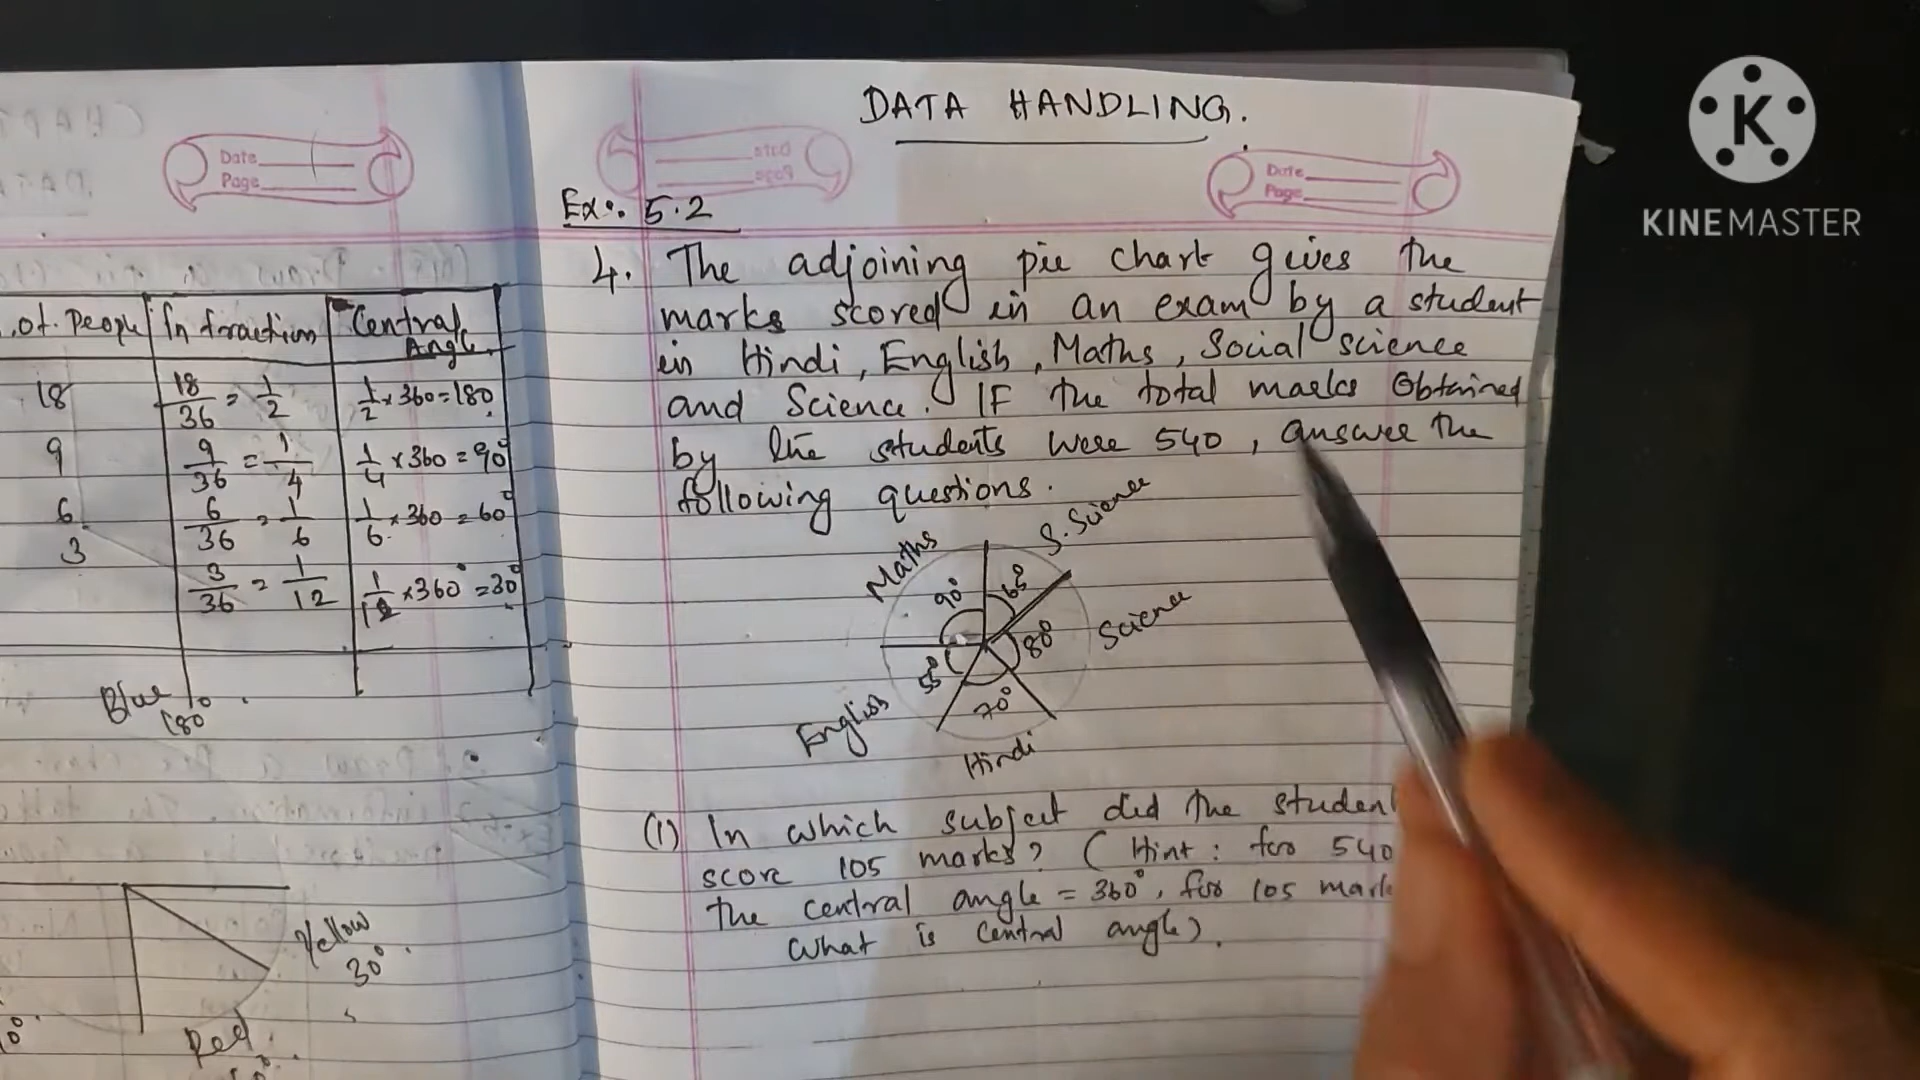 DATA HANDLING.
Date
Page
Date
Page
Ex:. 5.2
4. The adjoining pie chart gives the
marks scored in an exam by a student
in Hindi, English, Maths, Social science
and Science. IF the total marks Obtained
by the students were 540, answer the
following questions.
Maths
S. Science
Science
Hindi
English
90°
65°
80°
70°
55°
(1) In which subject did the student
score 105 marks? (Hint: for 540
the central angle = 360°, for 105 mark
what is central angle).
of. People In fraction Central Angle
18 18/36 = 1/2 1/2 × 360 = 180
9 9/36 = 1/4 1/4 × 360 = 90°
6 6/36 = 1/6 1/6 × 360 = 60°
3 3/36 = 1/12 1/12 × 360° = 30°
Blue
180°
Yellow
30°
Red
K
KINEMASTER